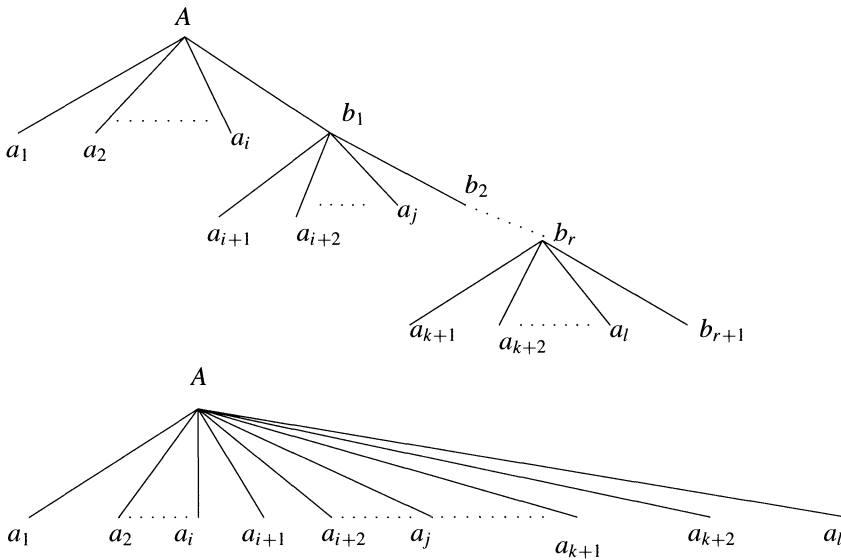 A
b₁
a₁ a₂ aᵢ
b₂
aᵢ₊₁ aᵢ₊₂ aⱼ
bᵣ
aₖ₊₁ aₖ₊₂ aₗ bᵣ₊₁
A
a₁ a₂ aᵢ aᵢ₊₁ aᵢ₊₂ aⱼ aₖ₊₁ aₖ₊₂ aₗ